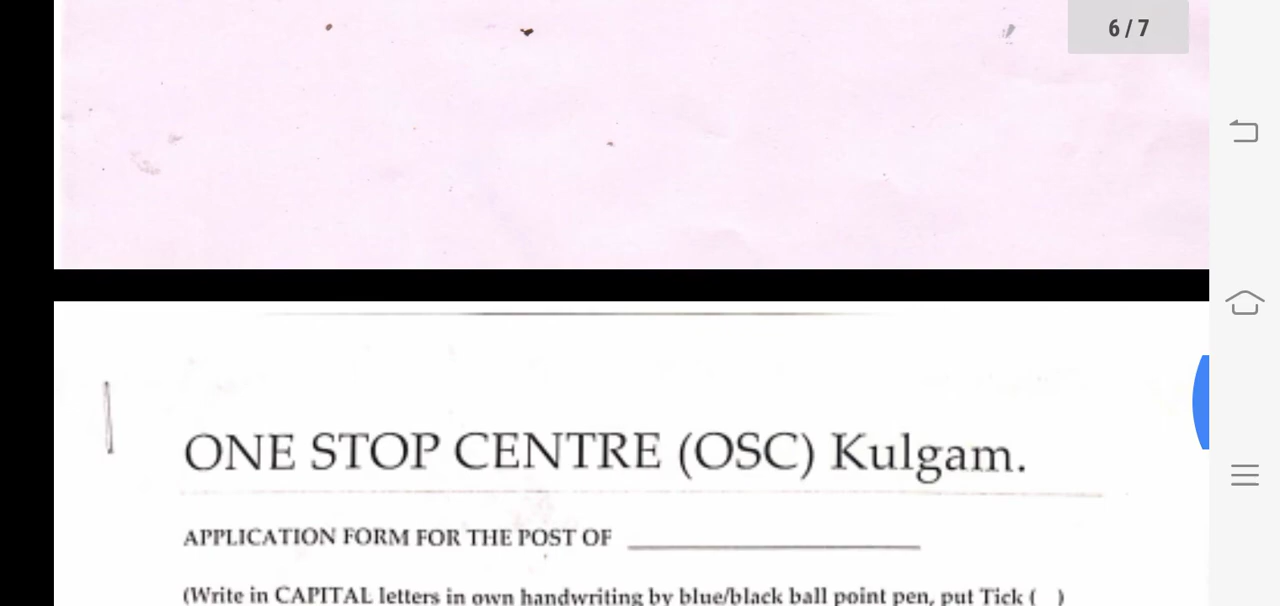 6 / 7
ONE STOP CENTRE (OSC) Kulgam.
APPLICATION FORM FOR THE POST OF ____________________
(Write in CAPITAL letters in own handwriting by blue/black ball point pen, put Tick ( )